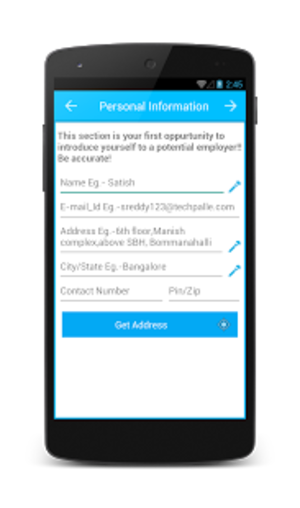 2:45
Personal Information
This section is your first oppurtunity to
introduce yourself to a potential employer!!
Be accurate!
Name Eg.- Satish
E-mail_Id Eg.-sreddy123@techpalle.com
Address Eg.-6th floor,Manish
complex,above SBH, Bommanahalli
City/State Eg.-Bangalore
Contact Number Pin/Zip
Get Address